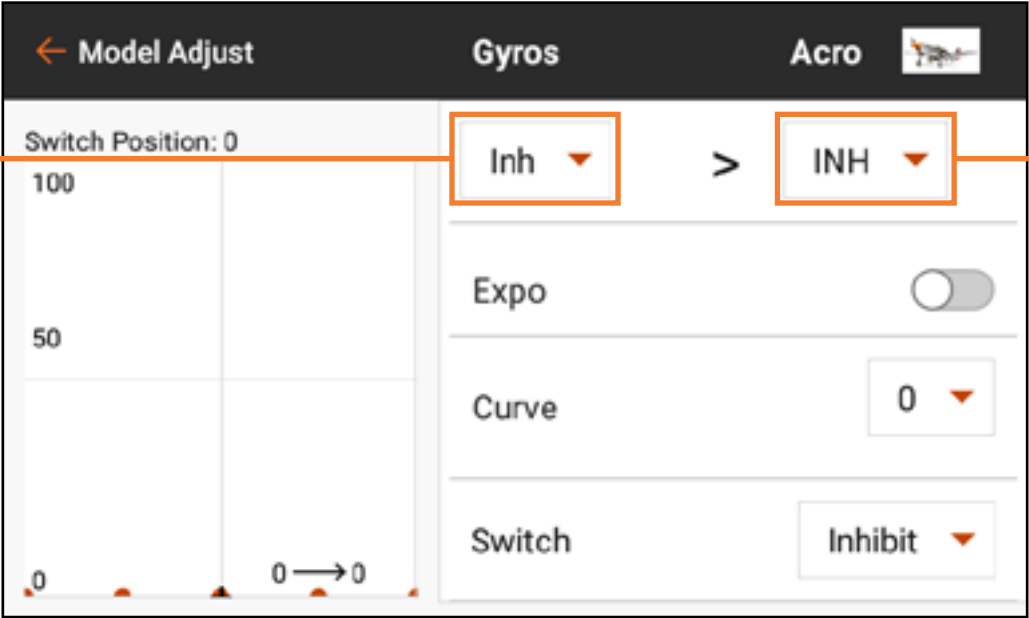 Model Adjust
Gyros
Acro
Switch Position: 0
100
50
0
0 → 0
Inh
>
INH
Expo
Curve
0
Switch
Inhibit